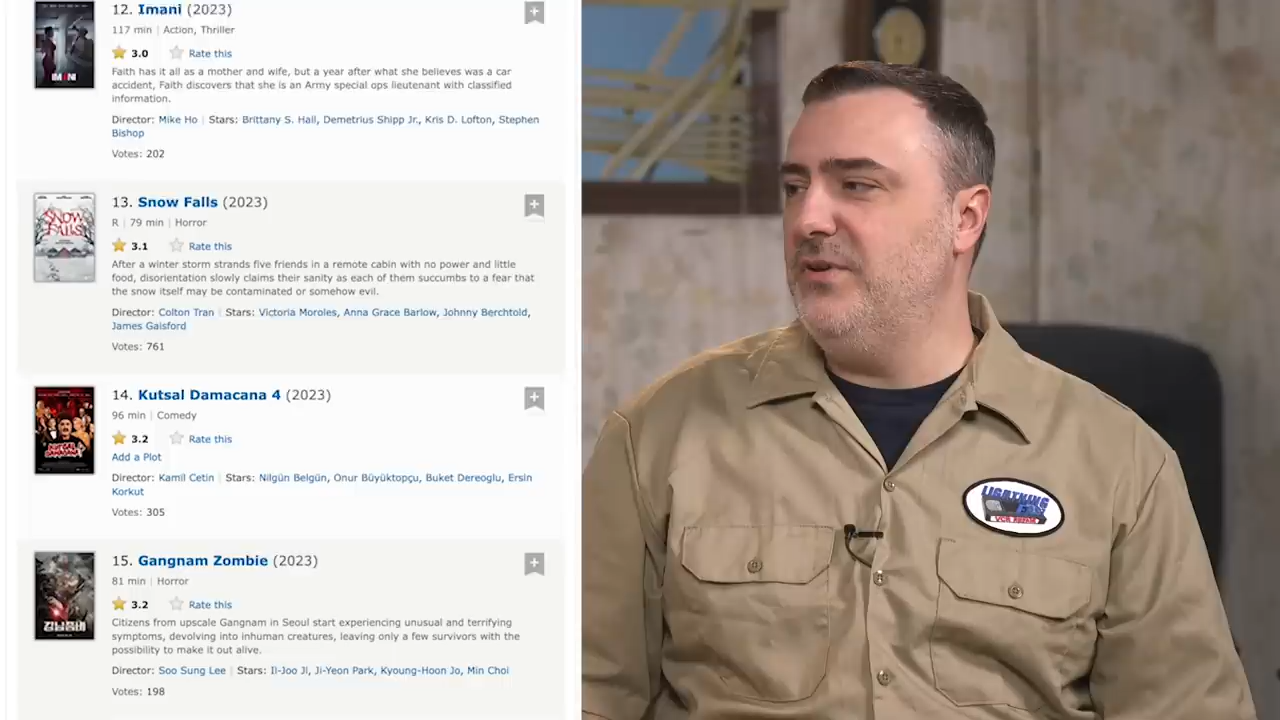 12. Imani (2023)
117 min | Action, Thriller
3.0 Rate this
Faith has it all as a mother and wife, but a year after what she believes was a car
accident, Faith discovers that she is an Army special ops lieutenant with classified
information.
Director: Mike Ho | Stars: Brittany S. Hall, Demetrius Shipp Jr., Kris D. Lofton, Stephen
Bishop
Votes: 202
SNOW
FALLS
13. Snow Falls (2023)
R | 79 min | Horror
3.1 Rate this
After a winter storm strands five friends in a remote cabin with no power and little
food, disorientation slowly claims their sanity as each of them succumbs to a fear that
the snow itself may be contaminated or somehow evil.
Director: Colton Tran | Stars: Victoria Moroles, Anna Grace Barlow, Johnny Berchtold,
James Gaisford
Votes: 761
14. Kutsal Damacana 4 (2023)
96 min | Comedy
3.2 Rate this
Add a Plot
Director: Kamil Cetin | Stars: Nilgün Belgün, Onur Büyüktopçu, Buket Dereoglu, Ersin
Korkut
Votes: 305
강남좀비
15. Gangnam Zombie (2023)
81 min | Horror
3.2 Rate this
Citizens from upscale Gangnam in Seoul start experiencing unusual and terrifying
symptoms, devolving into inhuman creatures, leaving only a few survivors with the
possibility to make it out alive.
Director: Soo Sung Lee | Stars: Il-Joo Ji, Ji-Yeon Park, Kyoung-Hoon Jo, Min Choi
Votes: 198
LIGHTNING
FAST
VCR REPAIR